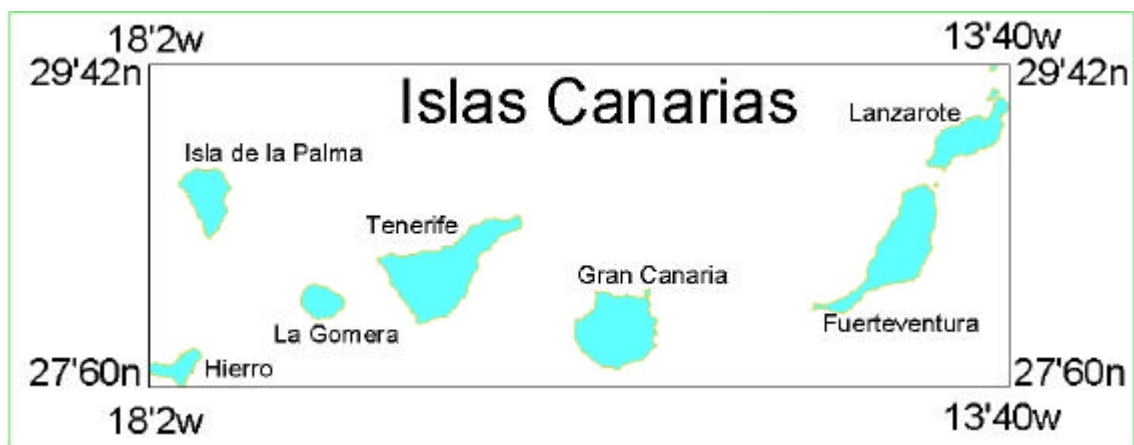 18'2w
13'40w
29'42n
29'42n
Islas Canarias
Lanzarote
Isla de la Palma
Tenerife
Gran Canaria
Fuerteventura
La Gomera
Hierro
27'60n
27'60n
18'2w
13'40w